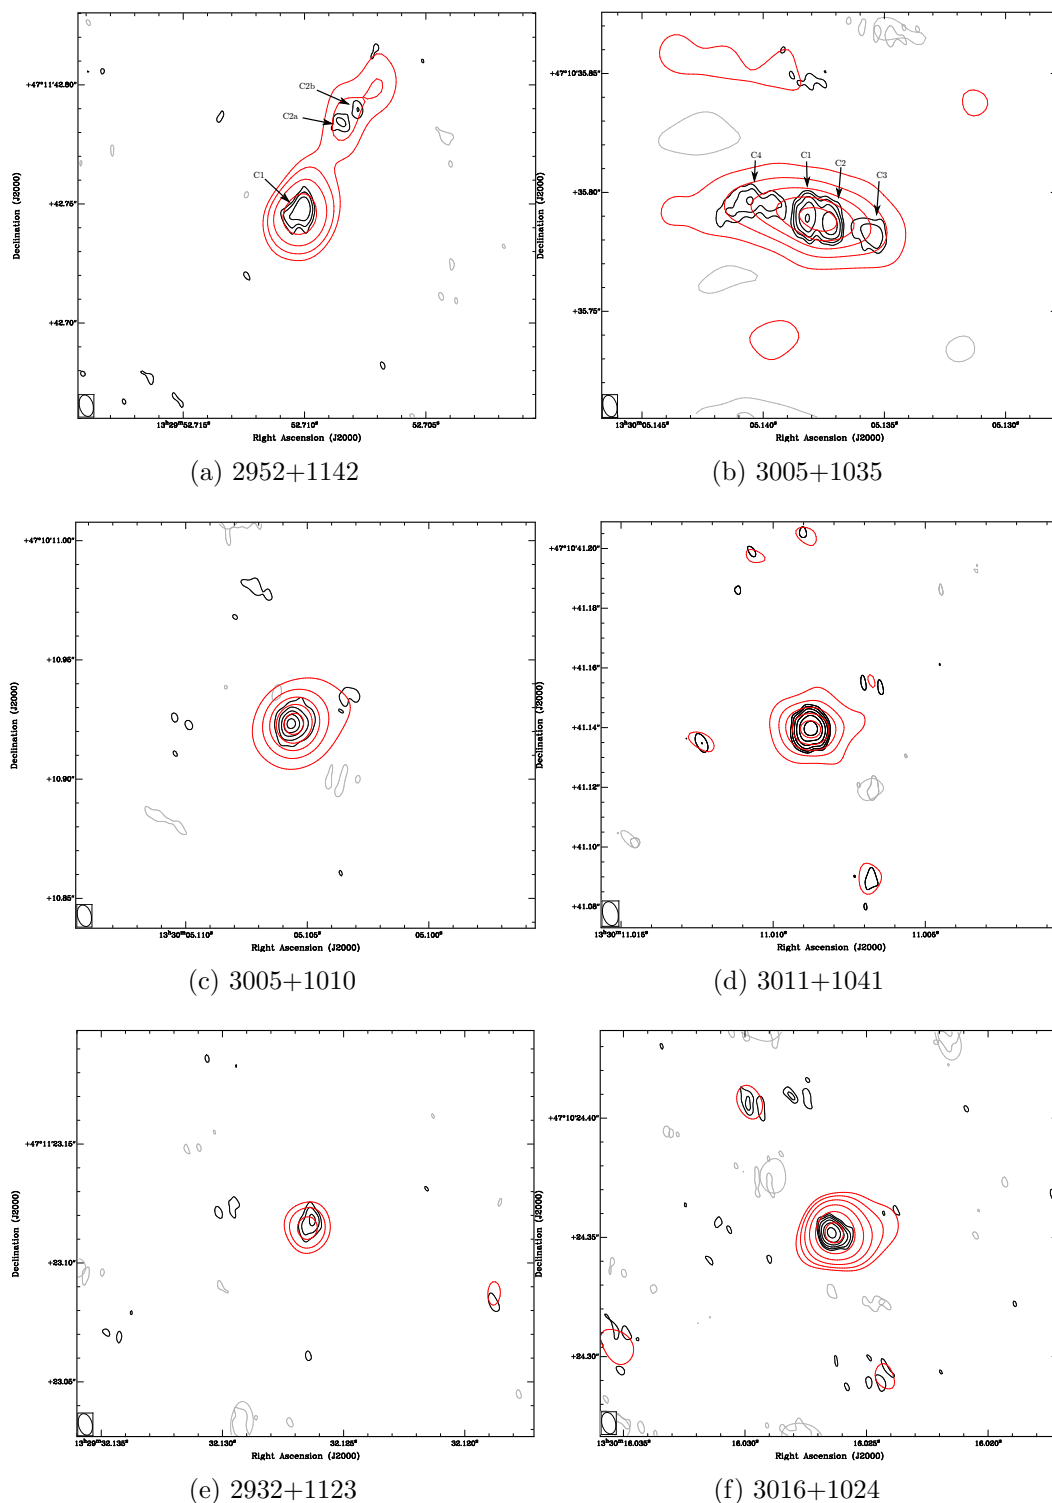 +47°11'42.80"
+42.75"
+42.70"
Declination (J2000)
C2b
C2a
C1
13ʰ29ᵐ52.715ˢ
52.710ˢ
52.705ˢ
Right Ascension (J2000)
(a) 2952+1142
+47°10'35.85"
+35.80"
+35.75"
Declination (J2000)
C4
C1
C2
C3
13ʰ30ᵐ05.145ˢ
05.140ˢ
05.135ˢ
05.130ˢ
Right Ascension (J2000)
(b) 3005+1035
+47°10'11.00"
+10.95"
+10.90"
+10.85"
Declination (J2000)
13ʰ30ᵐ05.110ˢ
05.105ˢ
05.100ˢ
Right Ascension (J2000)
(c) 3005+1010
+47°10'41.20"
+41.18"
+41.16"
+41.14"
+41.12"
+41.10"
+41.08"
Declination (J2000)
13ʰ30ᵐ11.015ˢ
11.010ˢ
11.005ˢ
Right Ascension (J2000)
(d) 3011+1041
+47°11'23.15"
+23.10"
+23.05"
Declination (J2000)
13ʰ29ᵐ32.135ˢ
32.130ˢ
32.125ˢ
32.120ˢ
Right Ascension (J2000)
(e) 2932+1123
+47°10'24.40"
+24.35"
+24.30"
Declination (J2000)
13ʰ30ᵐ16.035ˢ
16.030ˢ
16.025ˢ
16.020ˢ
Right Ascension (J2000)
(f) 3016+1024